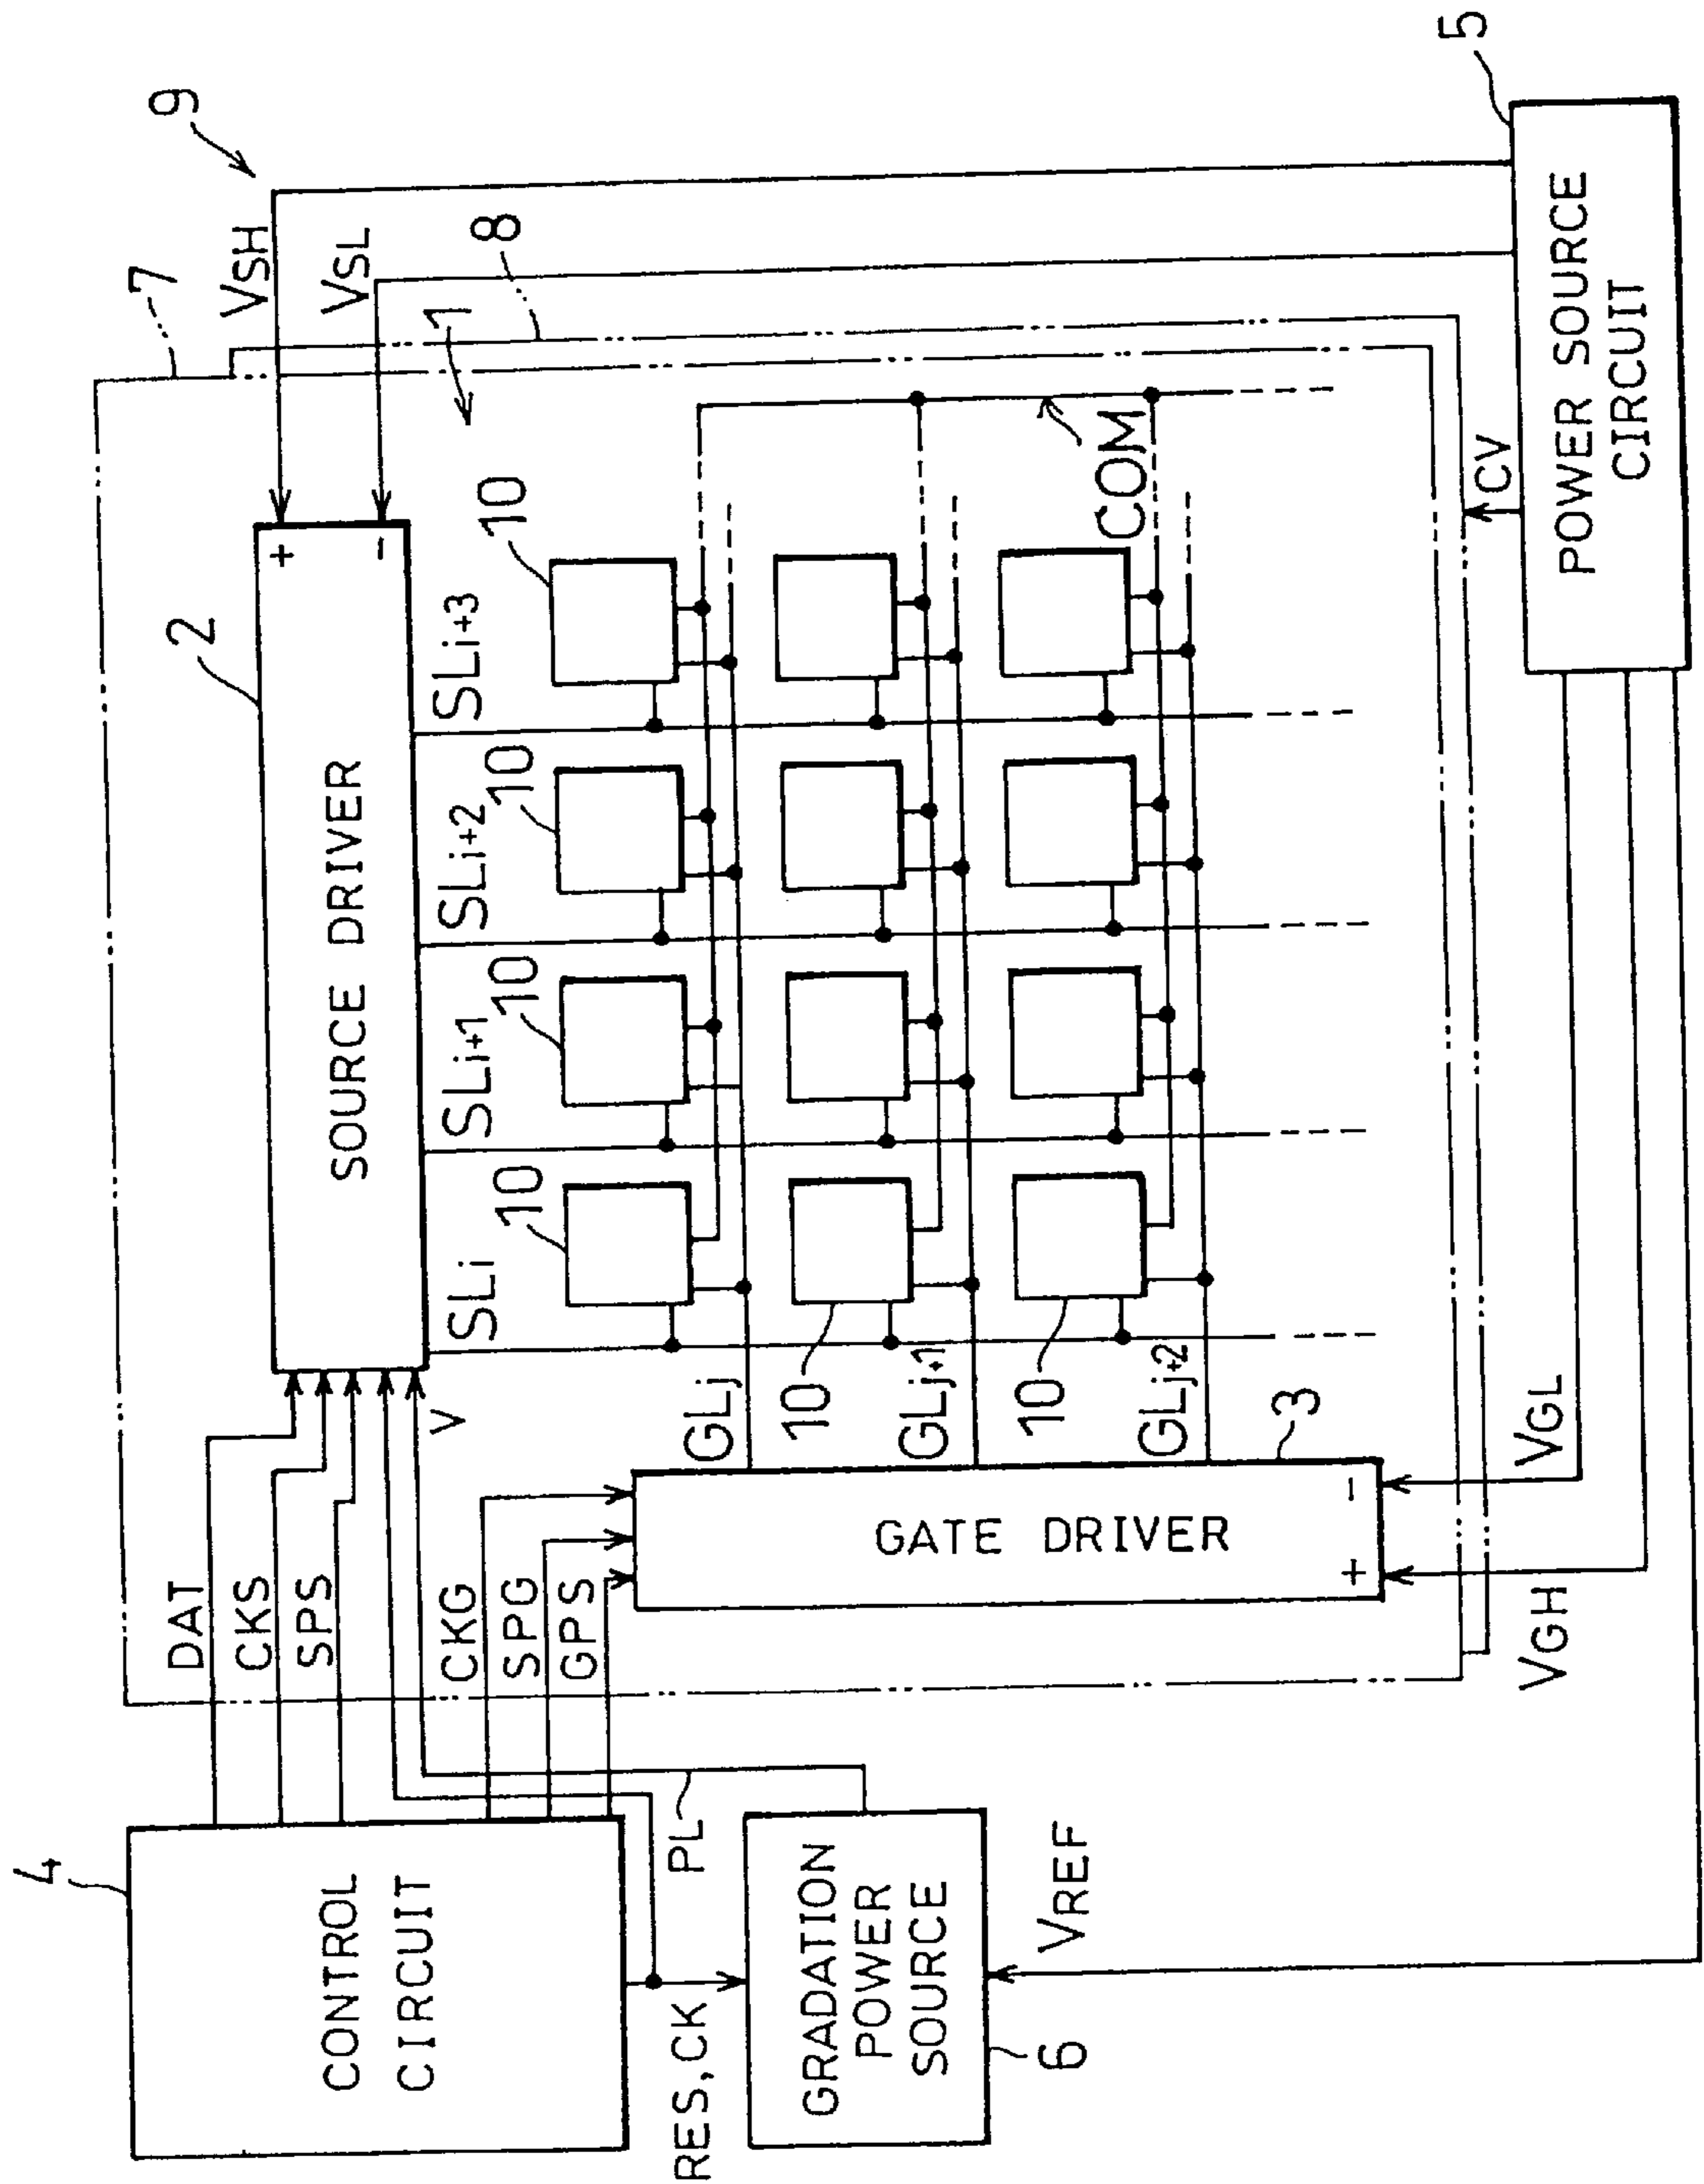 9
7
8
VSH
VSL
1
2
SOURCE DRIVER
+
-
4
CONTROL
CIRCUIT
DAT
CKS
SPS
V
CKG
SPG
GPS
SLi
SLi+1
SLi+2
SLi+3
10
10
10
10
PL
RES,CK
GRADATION
POWER
SOURCE
6
VREF
GLj
10
GLj+1
10
GLj+2
COM
GATE DRIVER
3
+
-
VGH
VGL
CV
5
POWER SOURCE
CIRCUIT